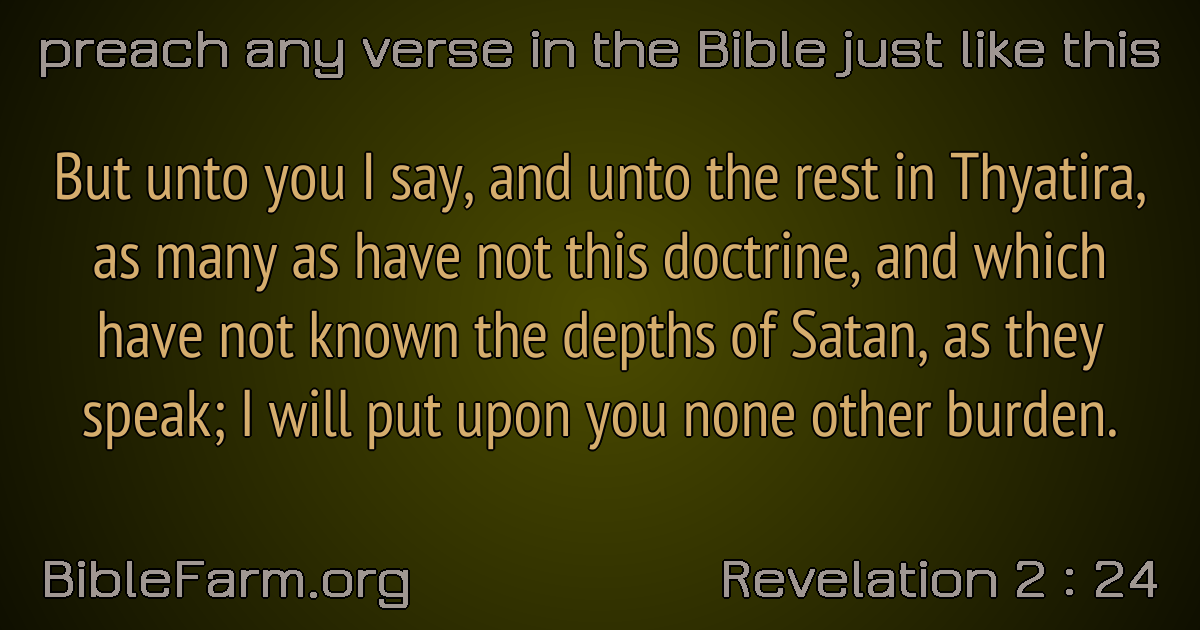 preach any verse in the Bible just like this
But unto you I say, and unto the rest in Thyatira,
as many as have not this doctrine, and which
have not known the depths of Satan, as they
speak; I will put upon you none other burden.
BibleFarm.org
Revelation 2 : 24